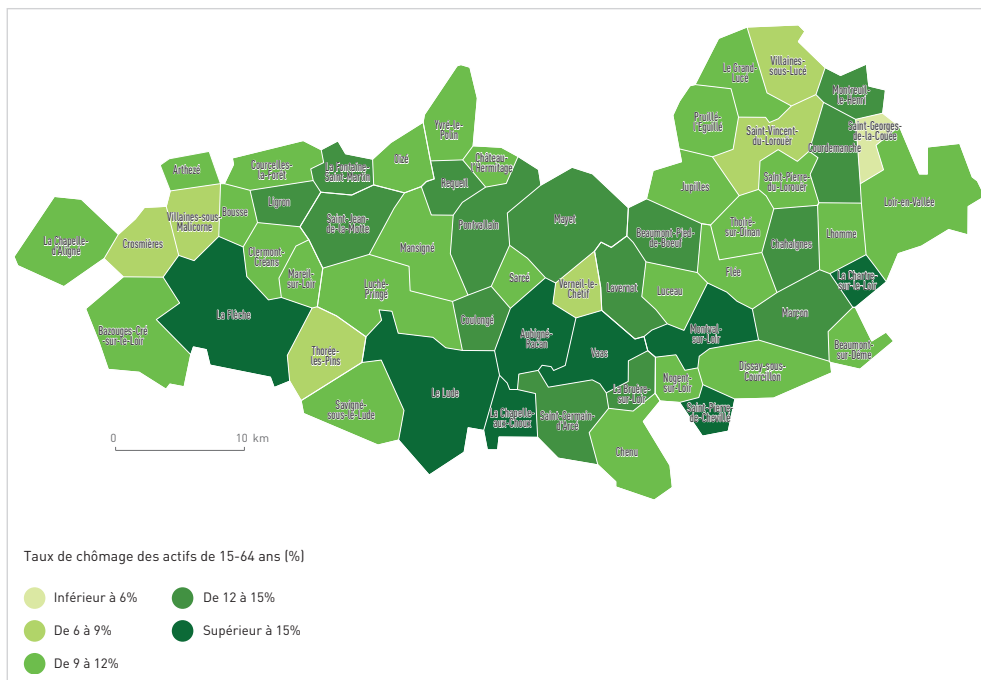 Villaines-
sous-Lucé
Le Grand-
Lucé
Montreuil-
le-Henri
Pruillé-
l'Eguillé
Saint-Georges-
de-la-Couée
Saint-Vincent-
du-Lorouër
Courdemanche
Yvré-le-
Polin
Oizé
Château-
l'Hermitage
La Fontaine-
Saint-Martin
Courcelles-
la-Forêt
Arthezé
Requeil
Saint-Pierre-
du-Lorouër
Jupilles
Loir-en-Vallée
Ligron
Bousse
Villaines-sous-
Malicorne
Saint-Jean-
de-la-Motte
Pontvallain
Mayet
Thoiré-
sur-Dinan
Lhomme
Chahaignes
Beaumont-Pied-
de-Boeuf
La Chapelle-
d'Aligné
Crosmières
Mansigné
Clermont-
Créans
Mareil-
sur-Loir
Luché-
Pringé
Sarcé
Verneil-le-
Chétif
Lavernat
Luceau
Flée
La Chartre-
sur-le-Loir
La Flèche
Coulongé
Marçon
Bazouges-Cré
-sur-le-Loir
Aubigné-
Racan
Montval-
sur-Loir
Vaas
Beaumont-
sur-Dême
Thorée-
les-Pins
Dissay-sous-
Courcillon
Nogent-
sur-Loir
La Bruère-
sur-Loir
Le Lude
Savigné-
sous-le-Lude
La Chapelle-
aux-Choux
Saint-Germain-
d'Arcé
Saint-Pierre-
de-Chevillé
Chenu
0 10 km
Taux de chômage des actifs de 15-64 ans (%)
Inférieur à 6%
De 6 à 9%
De 9 à 12%
De 12 à 15%
Supérieur à 15%